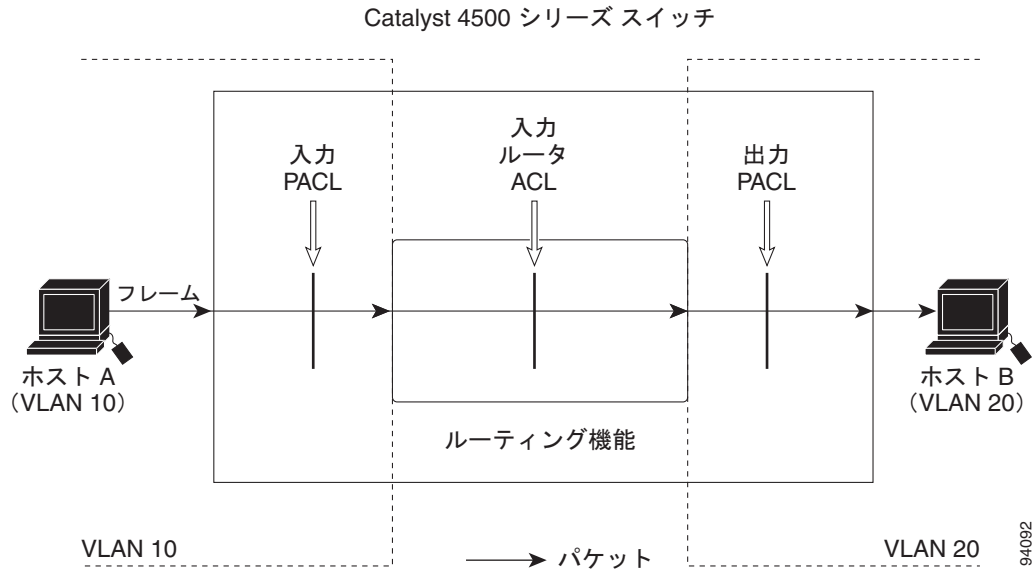 Catalyst 4500 シリーズ スイッチ
入力
PACL
入力
ルータ
ACL
出力
PACL
フレーム
ホスト A
(VLAN 10)
ホスト B
(VLAN 20)
ルーティング機能
VLAN 10
パケット
VLAN 20
94092